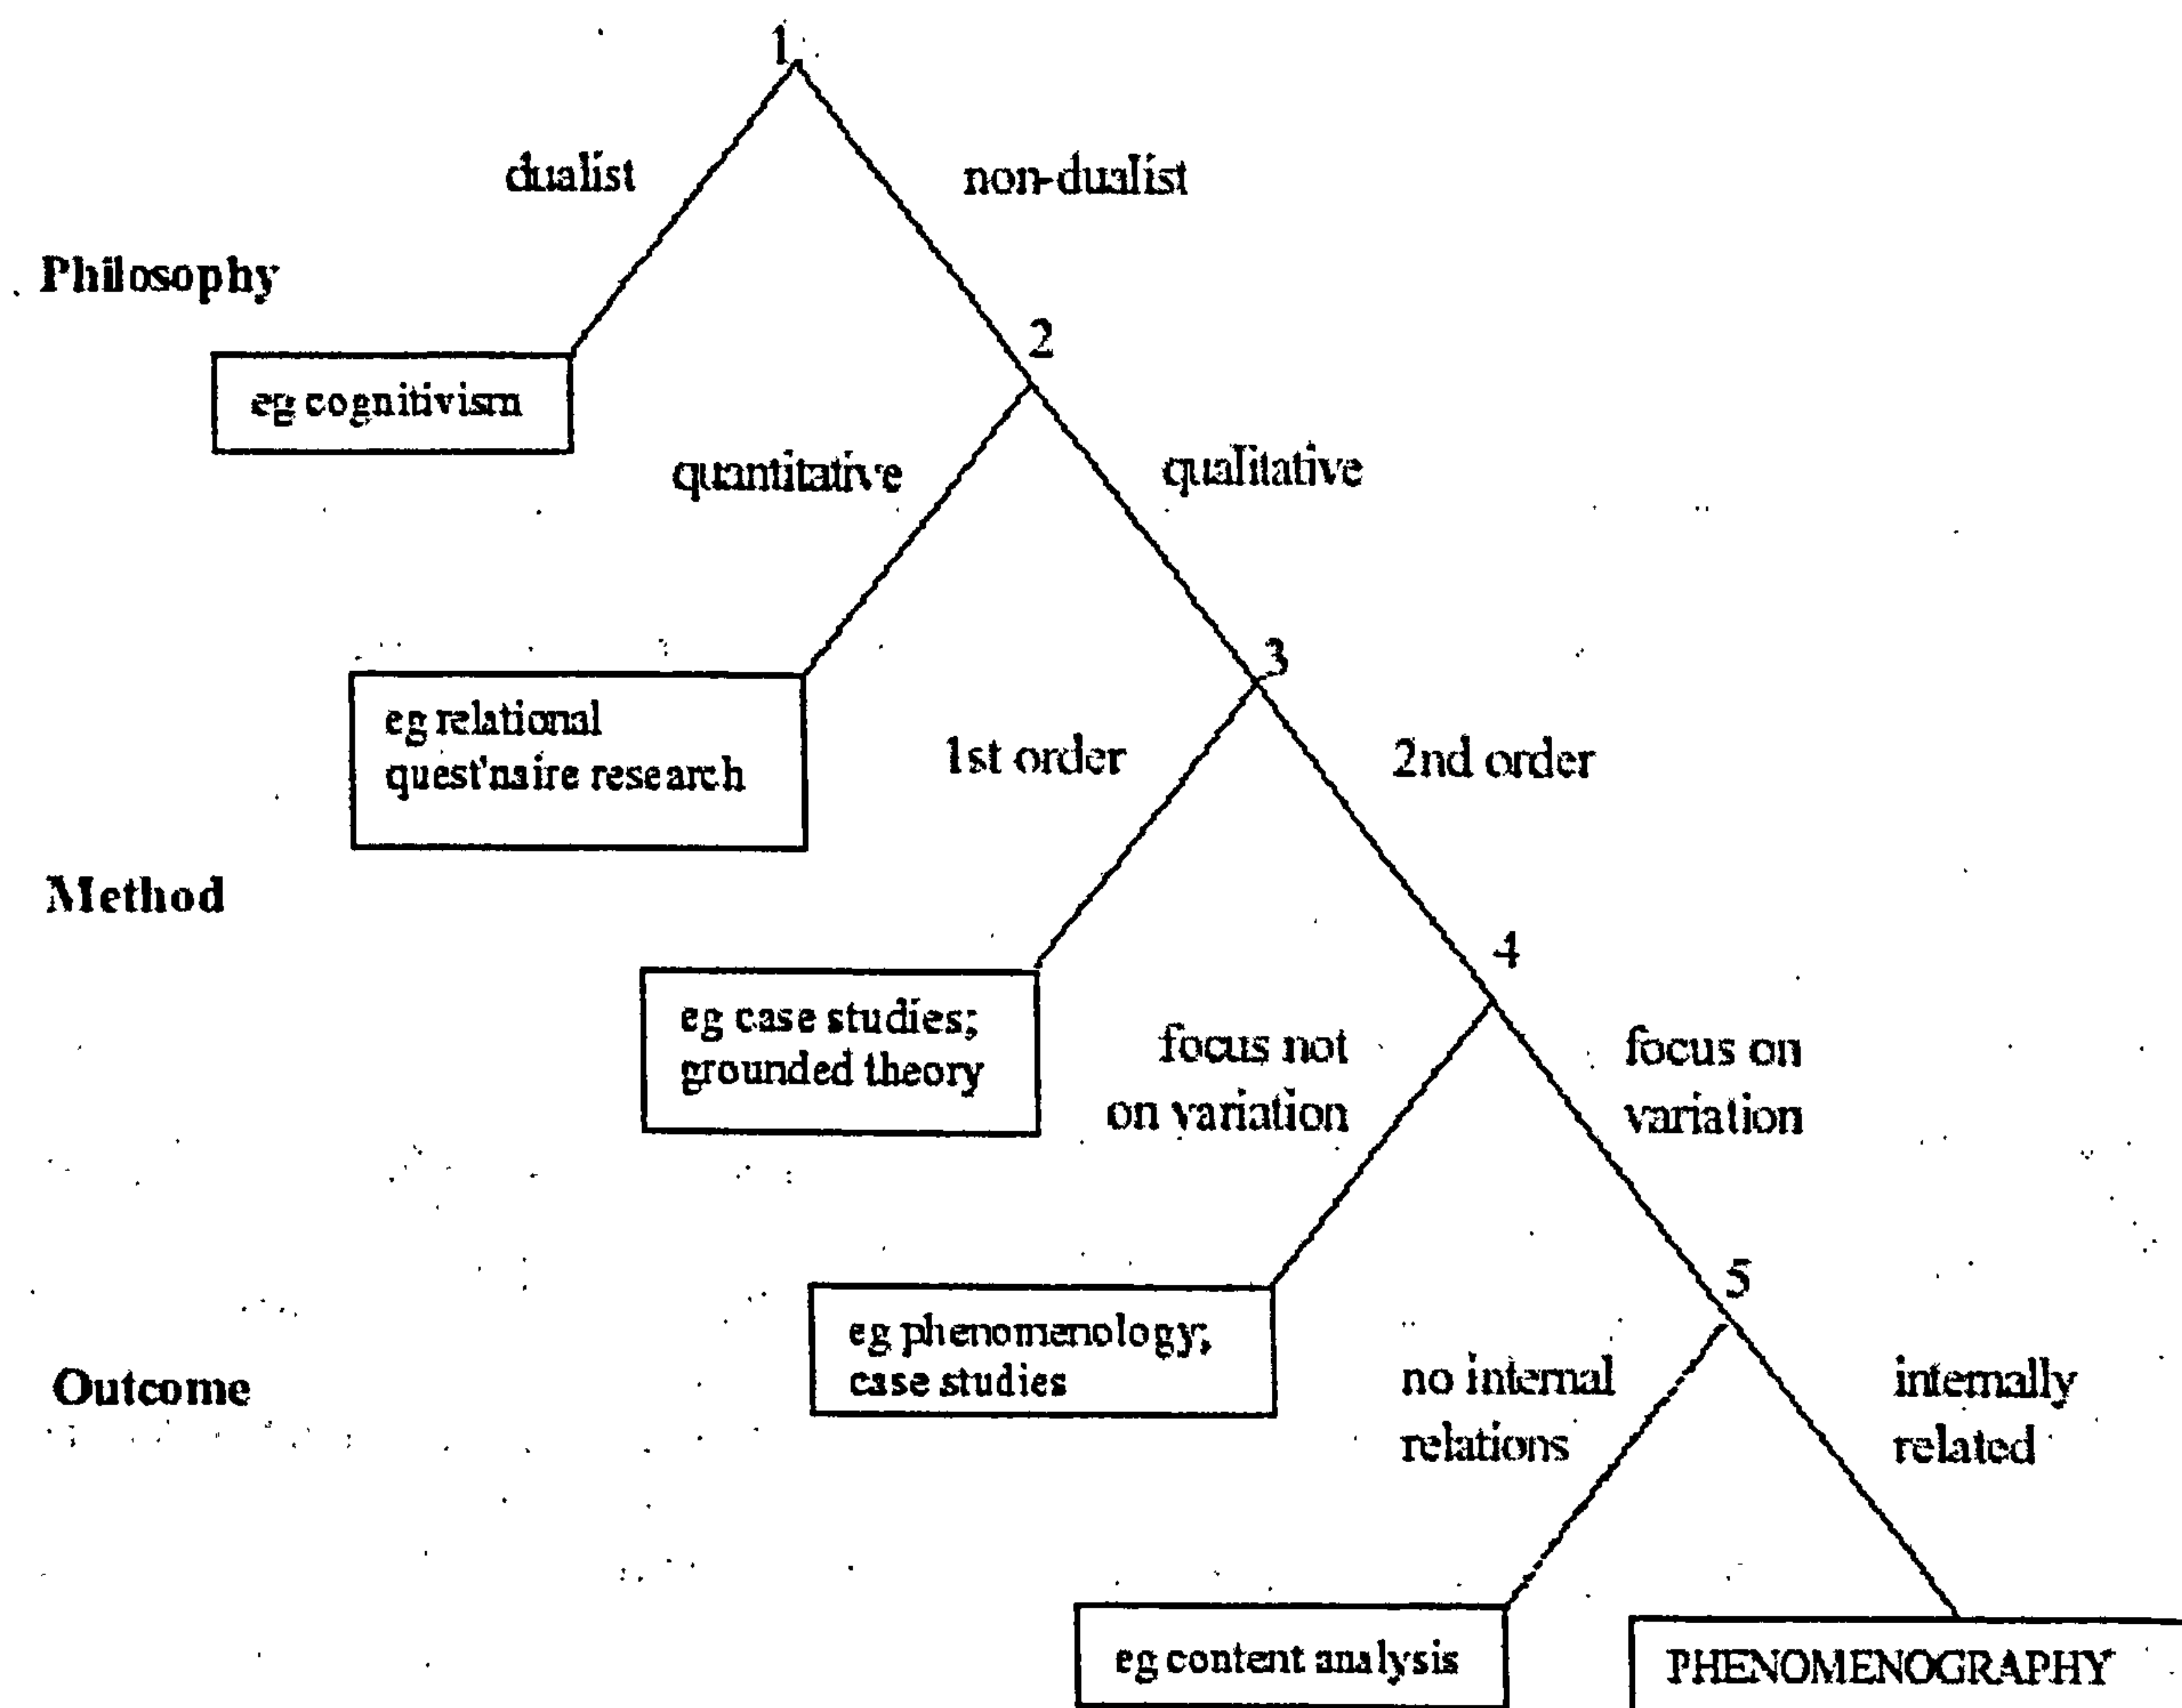 1
dualist
non-dualist
Philosophy
2
eg cognitivism
quantitative
qualitative
3
eg relational
quest'naire research
1st order
2nd order
Method
4
eg case studies;
grounded theory
focus not
on variation
focus on
variation
5
eg phenomenology;
case studies
Outcome
no internal
relations
internally
related
eg content analysis
PHENOMENOGRAPHY